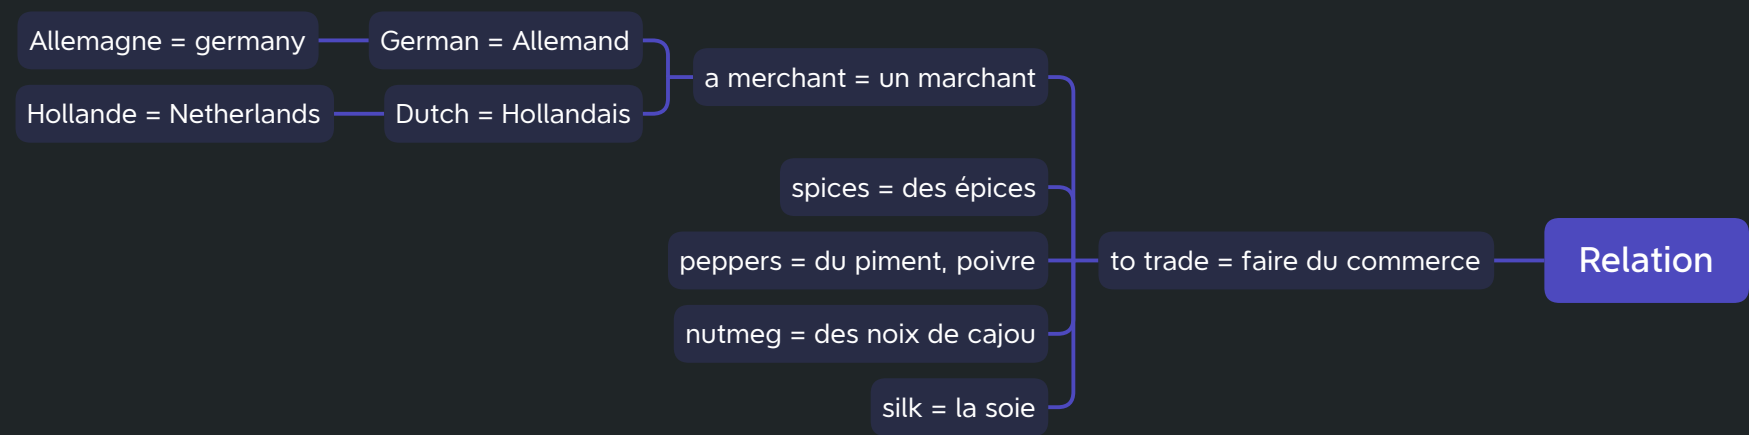 Allemagne = germany
German = Allemand
Hollande = Netherlands
Dutch = Hollandais
a merchant = un marchant
spices = des épices
peppers = du piment, poivre
nutmeg = des noix de cajou
silk = la soie
to trade = faire du commerce
Relation